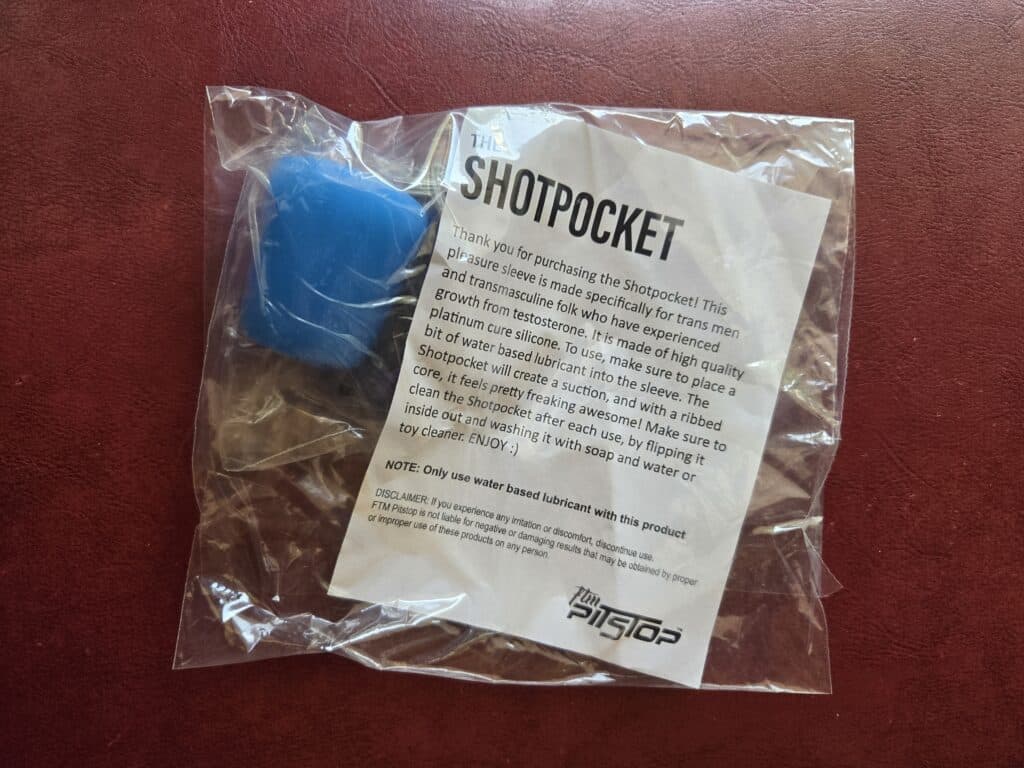 THE
SHOTPOCKET
Thank you for purchasing the Shotpocket! This
pleasure sleeve is made specifically for trans men
and transmasculine folk who have experienced
growth from testosterone. It is made of high quality
platinum cure silicone. To use, make sure to place a
bit of water based lubricant into the sleeve. The
Shotpocket will create a suction, and with a ribbed
core, it feels pretty freaking awesome! Make sure to
clean the Shotpocket after each use, by flipping it
inside out and washing it with soap and water or
toy cleaner. ENJOY :)
NOTE: Only use water based lubricant with this product
DISCLAIMER: If you experience any irritation or discomfort, discontinue use.
FTM Pitstop is not liable for negative or damaging results that may be obtained by proper
or improper use of these products on any person.
ftm
PITSTOP™